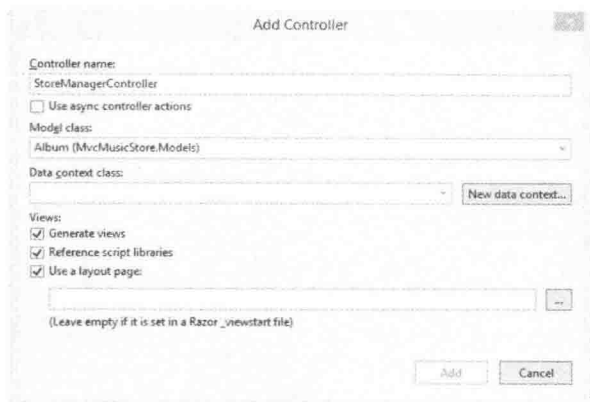 Add Controller
Controller name:
StoreManagerController
Use async controller actions
Model class:
Album (MvcMusicStore.Models)
Data context class:
New data context...
Views:
Generate views
Reference script libraries
Use a layout page:
...
(Leave empty if it is set in a Razor _viewstart file)
Add
Cancel